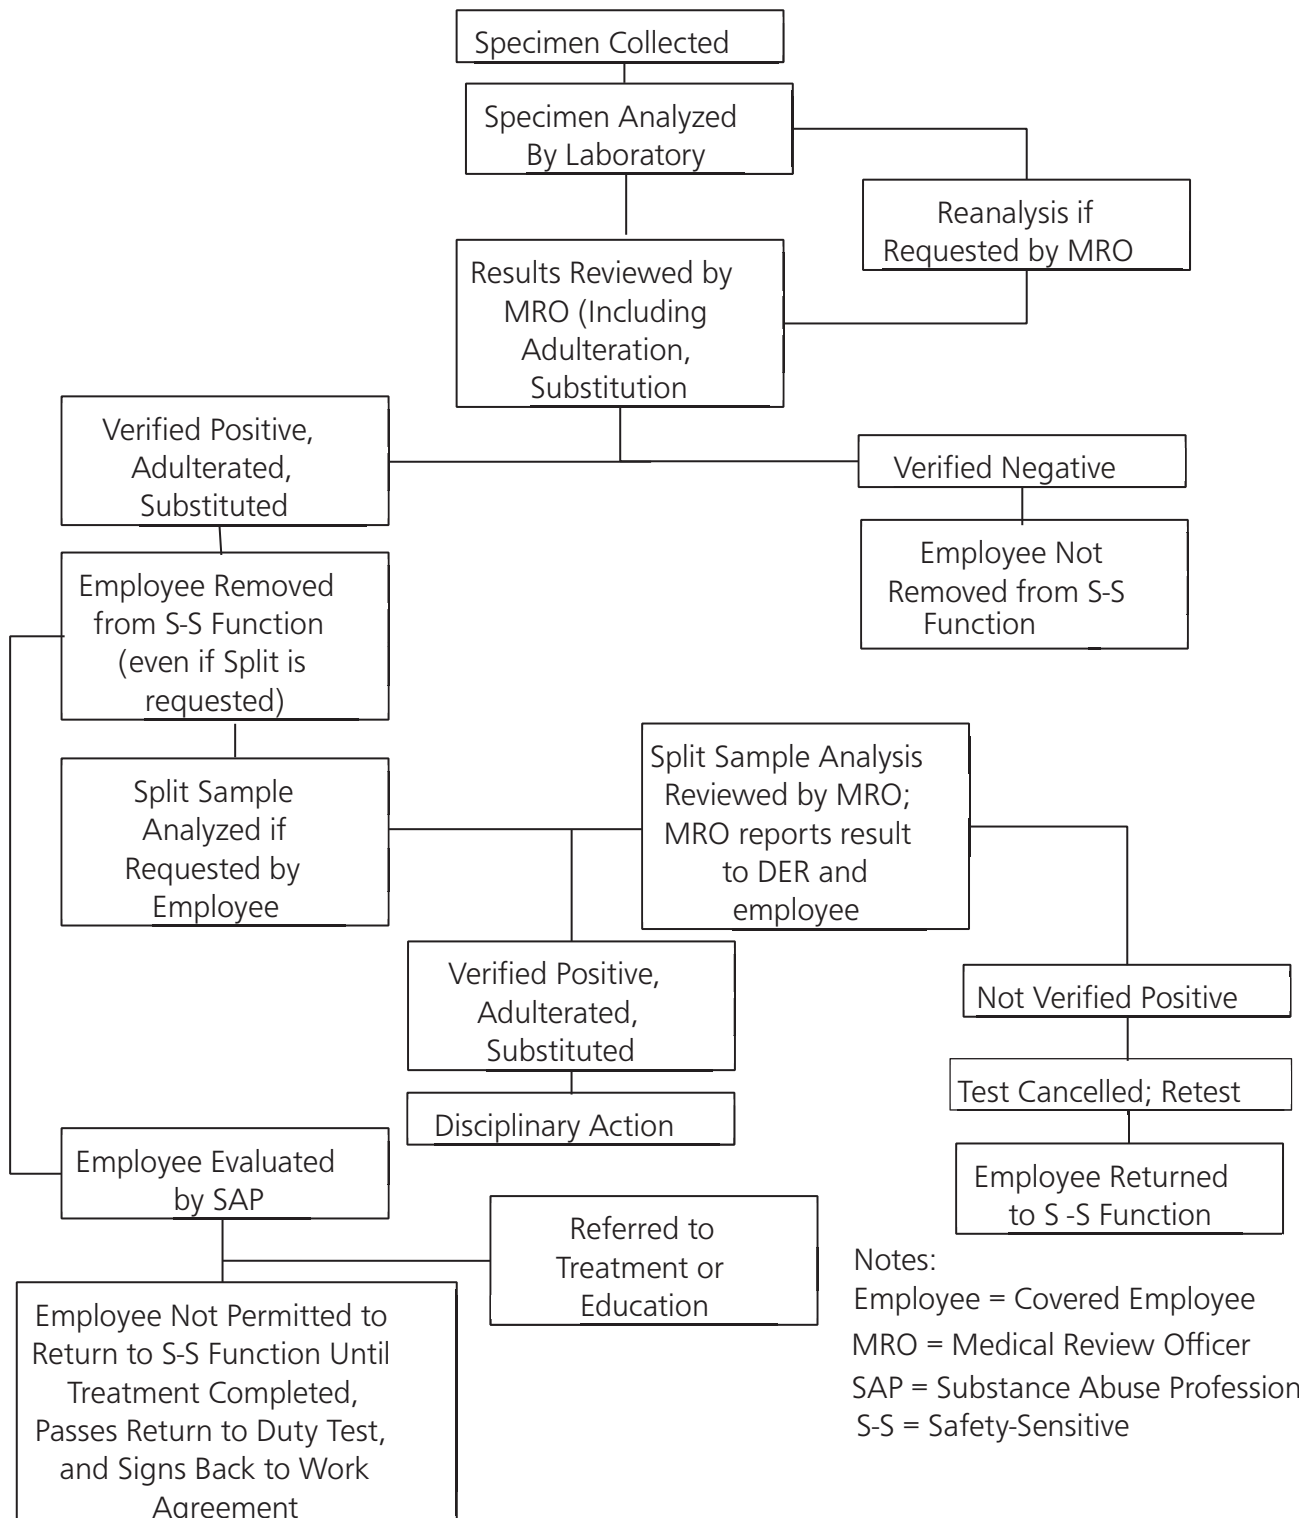 Specimen Collected
Specimen Analyzed
By Laboratory
Reanalysis if
Requested by MRO
Results Reviewed by
MRO (Including
Adulteration,
Substitution
Verified Positive,
Adulterated,
Substituted
Verified Negative
Employee Not
Removed from S-S
Function
Employee Removed
from S-S Function
(even if Split is
requested)
Split Sample
Analyzed if
Requested by
Employee
Split Sample Analysis
Reviewed by MRO;
MRO reports result
to DER and
employee
Verified Positive,
Adulterated,
Substituted
Disciplinary Action
Not Verified Positive
Test Cancelled; Retest
Employee Returned
to S -S Function
Employee Evaluated
by SAP
Referred to
Treatment or
Education
Employee Not Permitted to
Return to S-S Function Until
Treatment Completed,
Passes Return to Duty Test,
and Signs Back to Work
Agreement
Notes:
Employee = Covered Employee
MRO = Medical Review Officer
SAP = Substance Abuse Profession
S-S = Safety-Sensitive